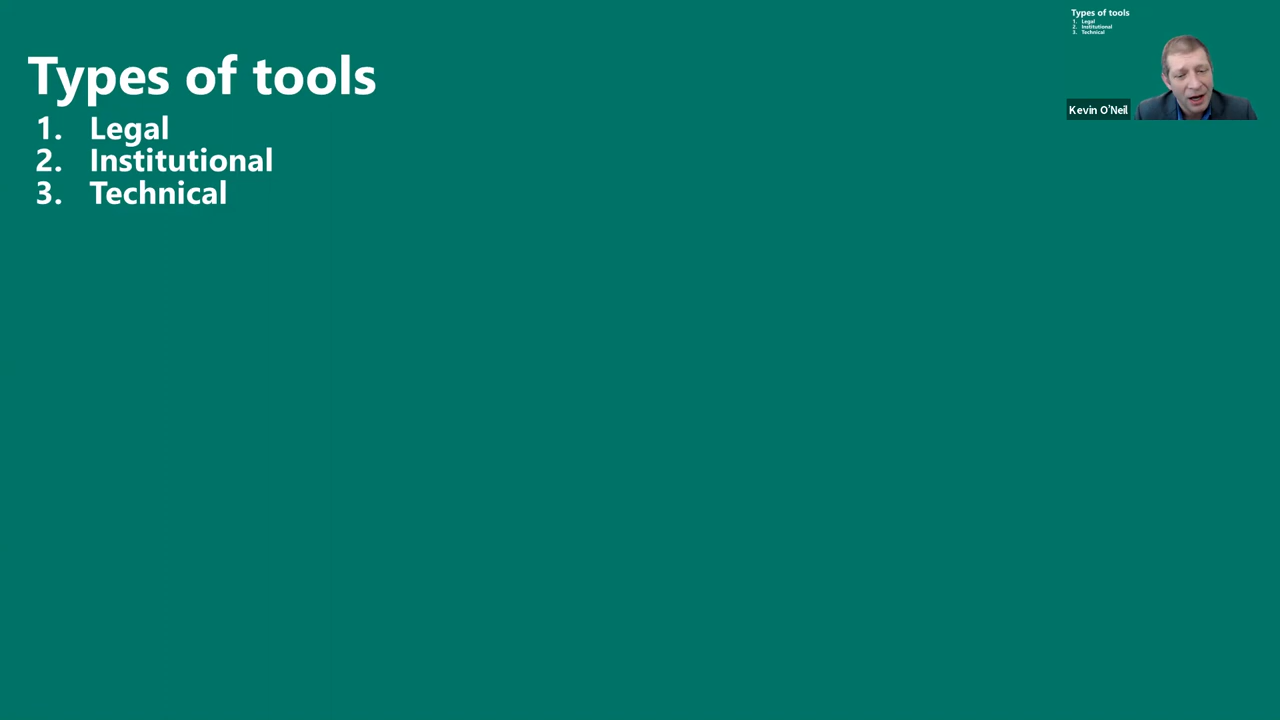 Types of tools
1. Legal
2. Institutional
3. Technical
Types of tools
1. Legal
2. Institutional
3. Technical
Kevin O'Neil